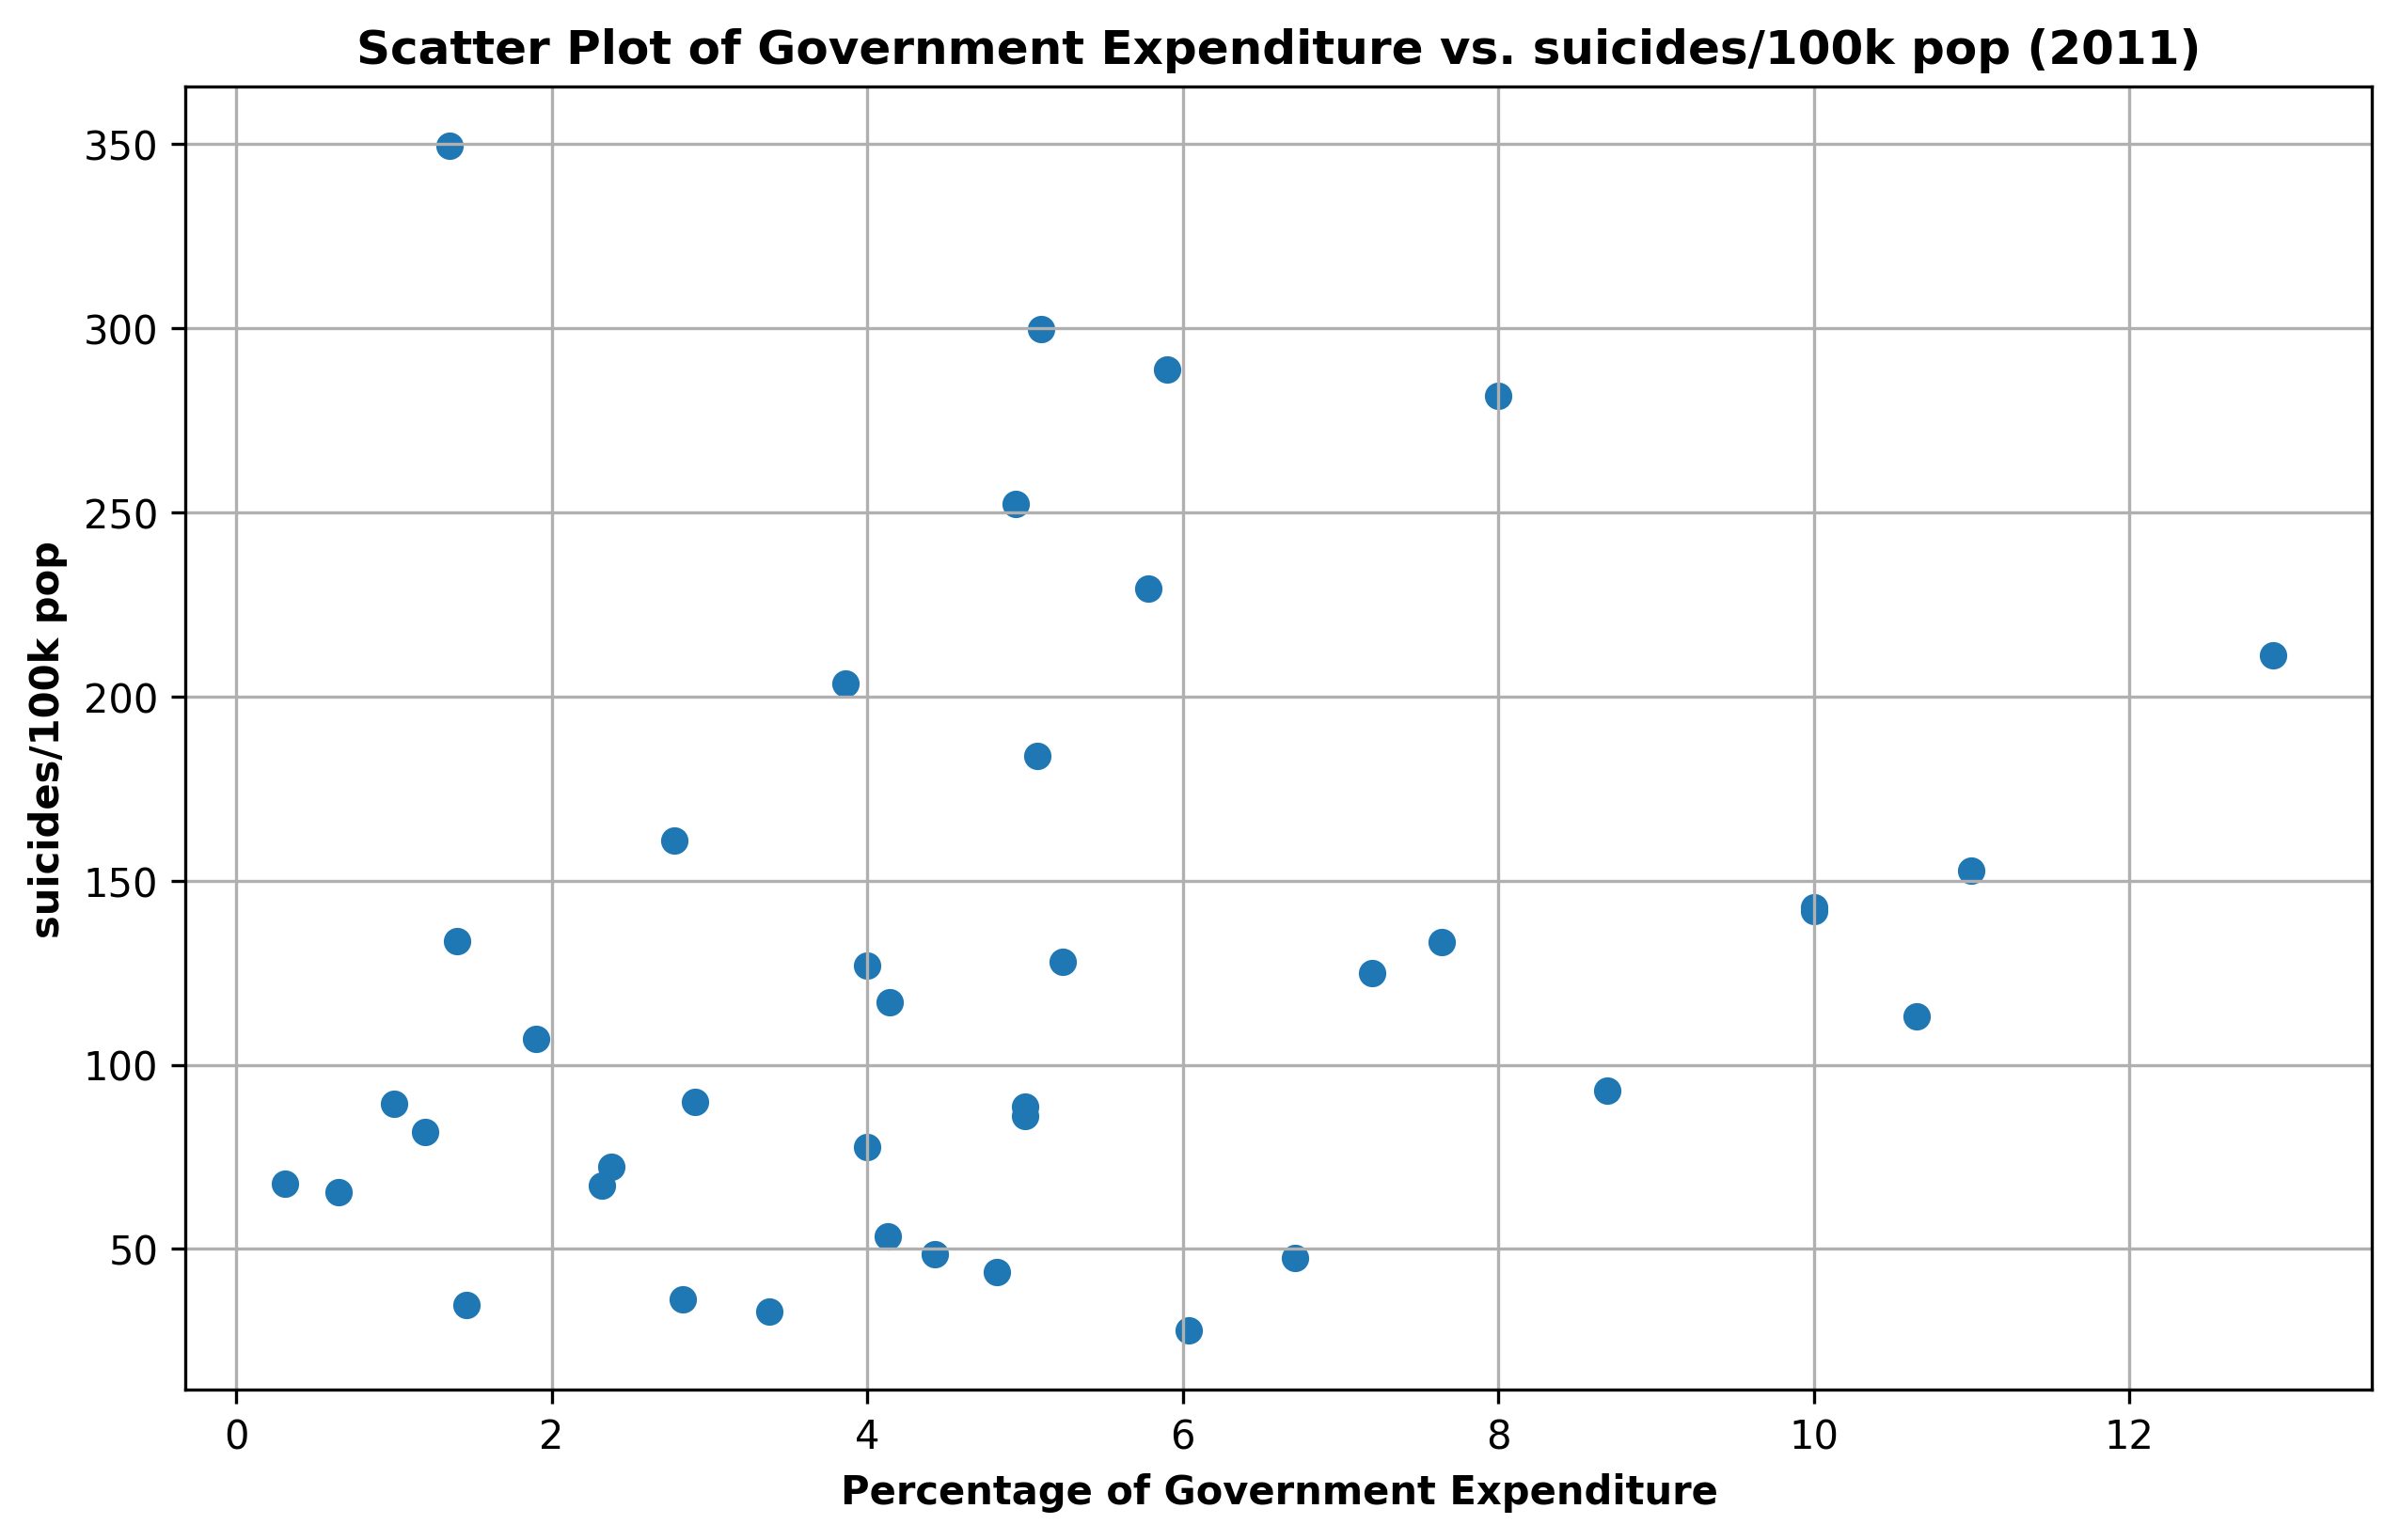 Scatter Plot of Government Expenditure vs. suicides/100k pop (2011)
suicides/100k pop
350
300
250
200
150
100
50
0 2 4 6 8 10 12
Percentage of Government Expenditure